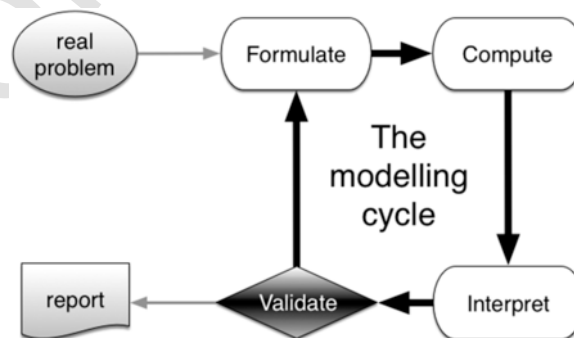 real
problem
Formulate
Compute
The
modelling
cycle
report
Validate
Interpret